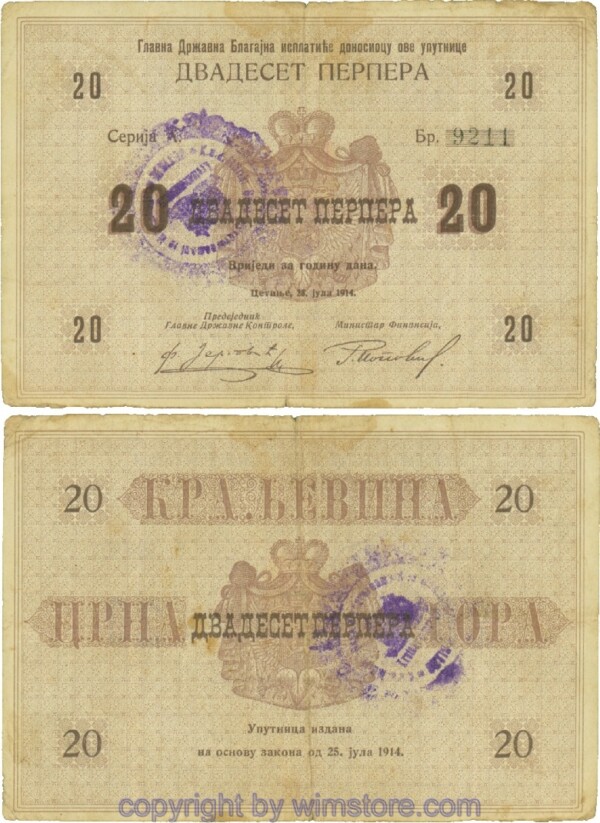 Главна Државна Благајна исплатиће доносиоцу ове упутнице
ДВАДЕСЕТ ПЕРПЕРА
20 20
Серија Бр. 9211
20 ДВАДЕСЕТ ПЕРПЕРА 20
Вриједи за годину дана.
Цетање, 28. јула 1914.
Предсједник
Главне Државне Контроле, Министар Финансија,
20 20
20 КРАЉЕВИНА 20
ЦРНА ДВАДЕСЕТ ПЕРПЕРА ГОРА
Упутница издана
20 на основу закона од 25. јула 1914. 20
copyright by wimstore.com